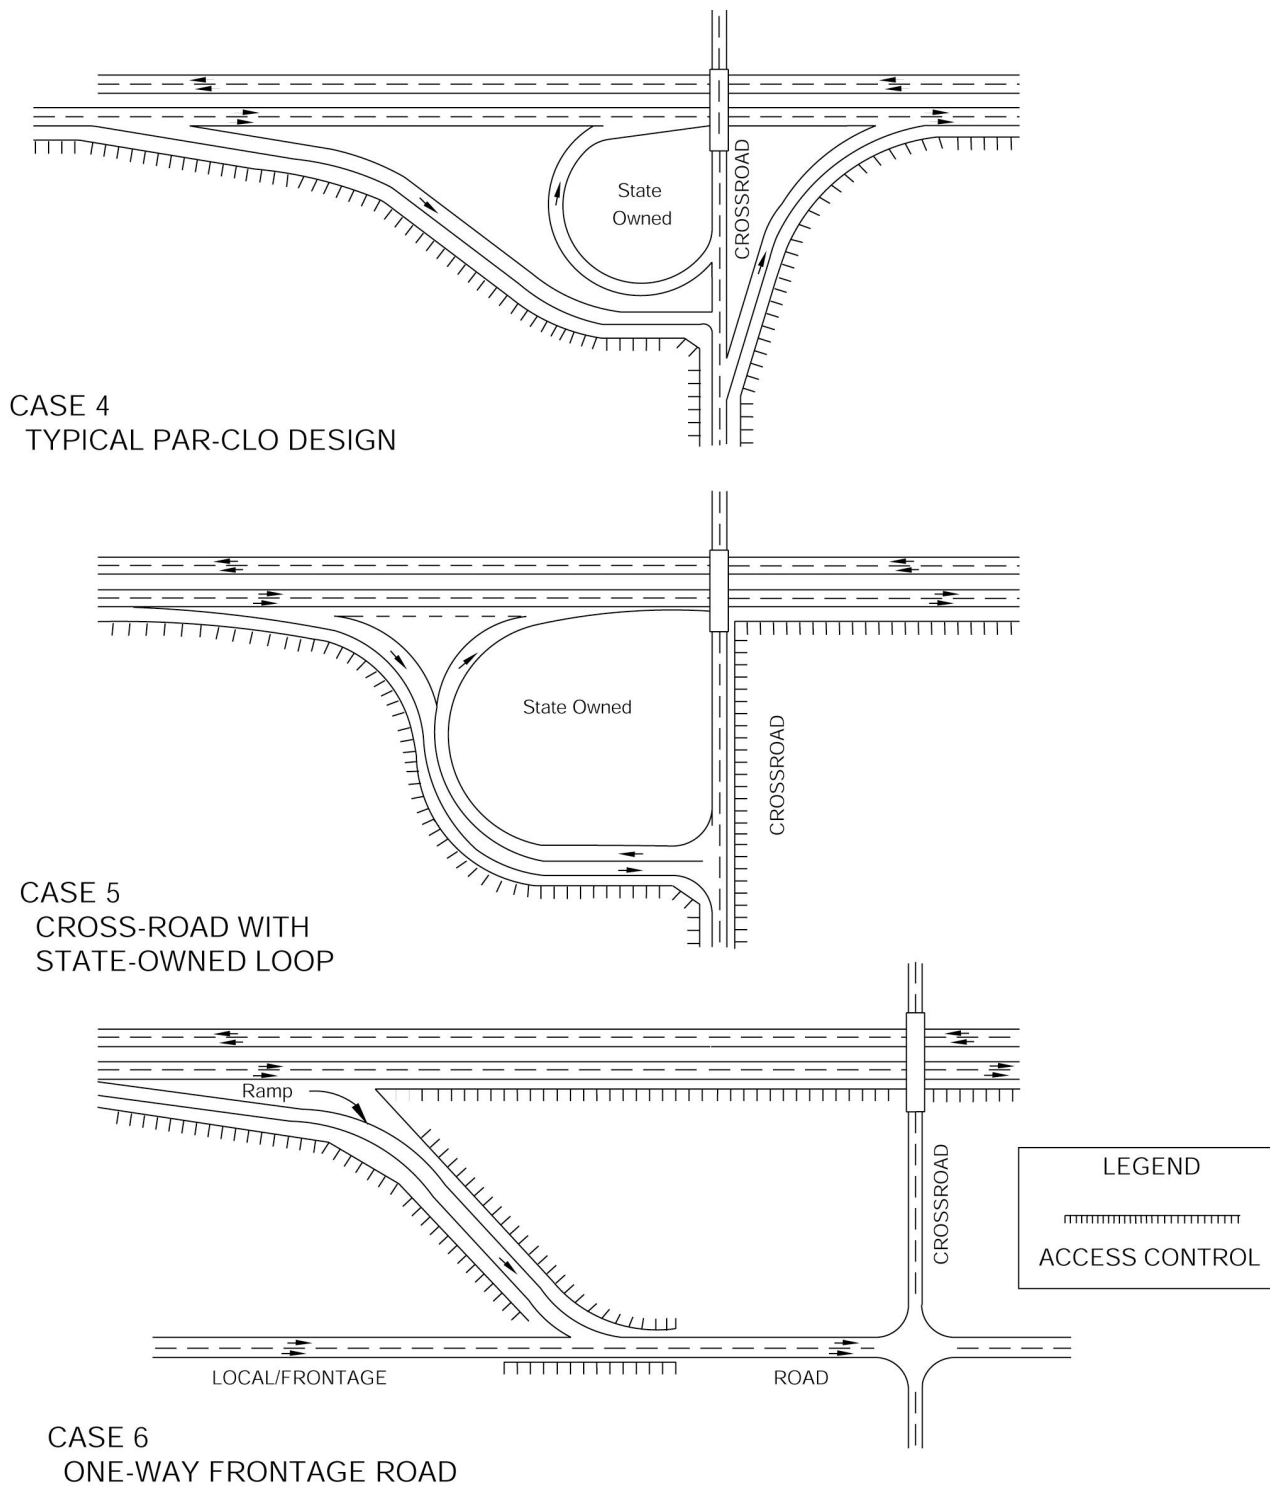 State
Owned
CROSSROAD
CASE 4
TYPICAL PAR-CLO DESIGN
State Owned
CROSSROAD
CASE 5
CROSS-ROAD WITH
STATE-OWNED LOOP
Ramp
CROSSROAD
LEGEND
ACCESS CONTROL
LOCAL/FRONTAGE
ROAD
CASE 6
ONE-WAY FRONTAGE ROAD